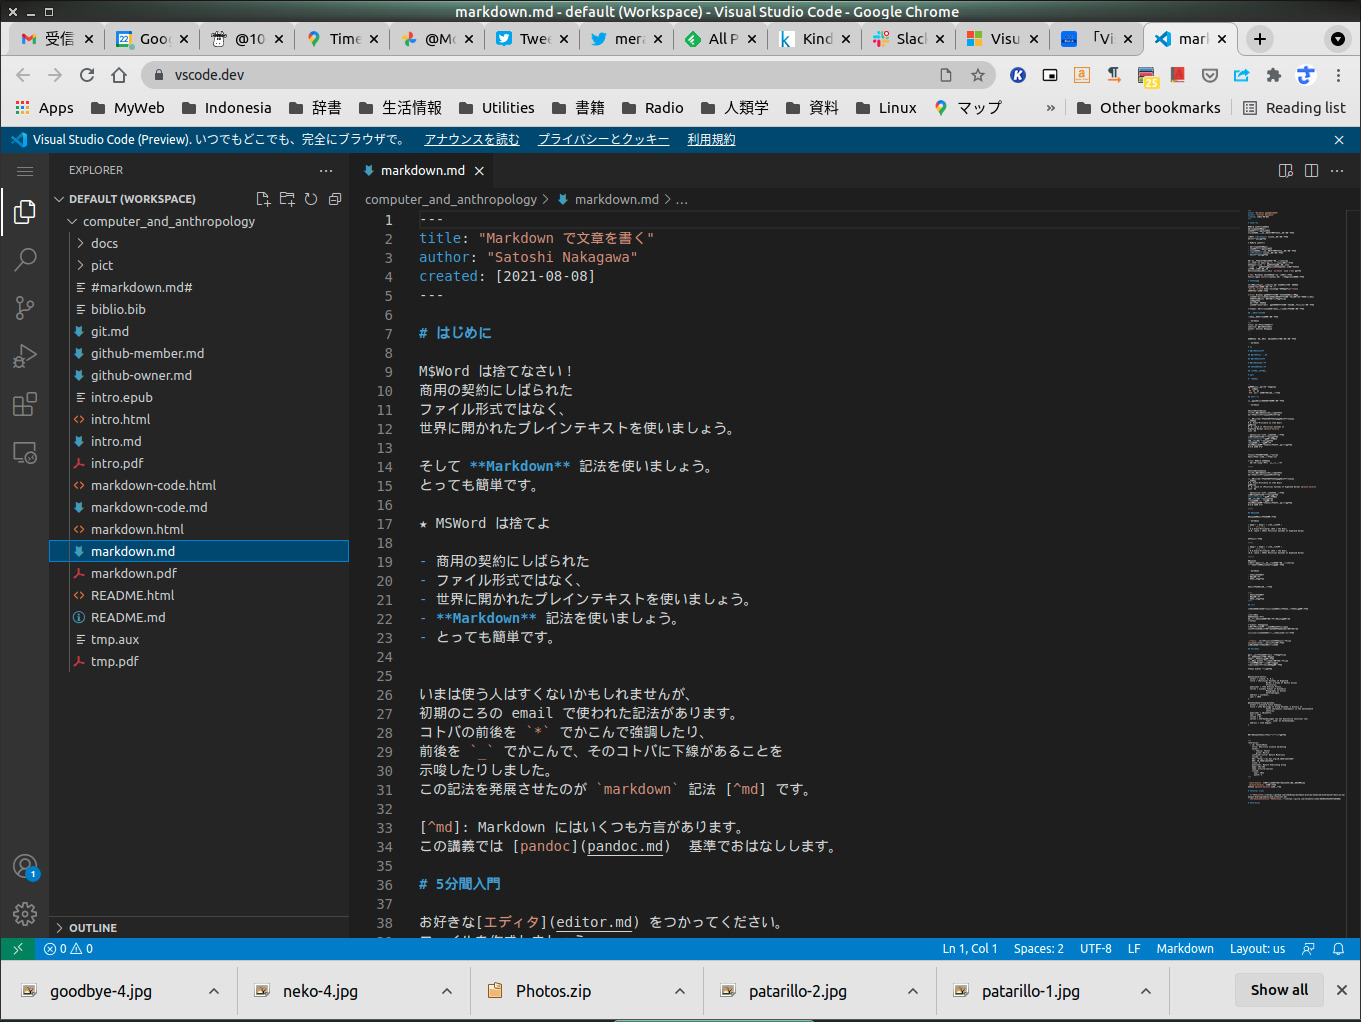 markdown.md - default (Workspace) - Visual Studio Code - Google Chrome
受信
Goo
@10
Time
@Mo
Twee
mera
All P
Kind
Slac
Visu
「Vi
mark
vscode.dev
25
Apps
MyWeb
Indonesia
辞書
生活情報
Utilities
書籍
Radio
人類学
資料
Linux
マップ
»
Other bookmarks
Reading list
Visual Studio Code (Preview). いつでもどこでも、完全にブラウザで。 アナウンスを読む プライバシーとクッキー 利用規約
EXPLORER
DEFAULT (WORKSPACE)
computer_and_anthropology
docs
pict
#markdown.md#
biblio.bib
git.md
github-member.md
github-owner.md
intro.epub
intro.html
intro.md
intro.pdf
markdown-code.html
markdown-code.md
markdown.html
markdown.md
markdown.pdf
README.html
README.md
tmp.aux
tmp.pdf
OUTLINE
1
markdown.md
computer_and_anthropology > markdown.md > ...
1 ---
2 title: "Markdown で文章を書く"
3 author: "Satoshi Nakagawa"
4 created: [2021-08-08]
5 ---
6
7 # はじめに
8
9 M$Word は捨てなさい！
10 商用の契約にしばられた
11 ファイル形式ではなく、
12 世界に開かれたプレインテキストを使いましょう。
13
14 そして **Markdown** 記法を使いましょう。
15 とっても簡単です。
16
17 ★ MSWord は捨てよ
18
19 - 商用の契約にしばられた
20 - ファイル形式ではなく、
21 - 世界に開かれたプレインテキストを使いましょう。
22 - **Markdown** 記法を使いましょう。
23 - とっても簡単です。
24
25
26 いまは使う人はすくないかもしれませんが、
27 初期のころの email で使われた記法があります。
28 コトバの前後を `*` でかこんで強調したり、
29 前後を `_` でかこんで、そのコトバに下線があることを
30 示唆したりしました。
31 この記法を発展させたのが `markdown` 記法 [^md] です。
32
33 [^md]: Markdown にはいくつも方言があります。
34 この講義では [pandoc](pandoc.md) 基準でおはなしします。
35
36 # 5分間入門
37
38 お好きな[エディタ](editor.md) をつかってください。
0 0
Ln 1, Col 1 Spaces: 2 UTF-8 LF Markdown Layout: us
goodbye-4.jpg
neko-4.jpg
Photos.zip
patarillo-2.jpg
patarillo-1.jpg
Show all